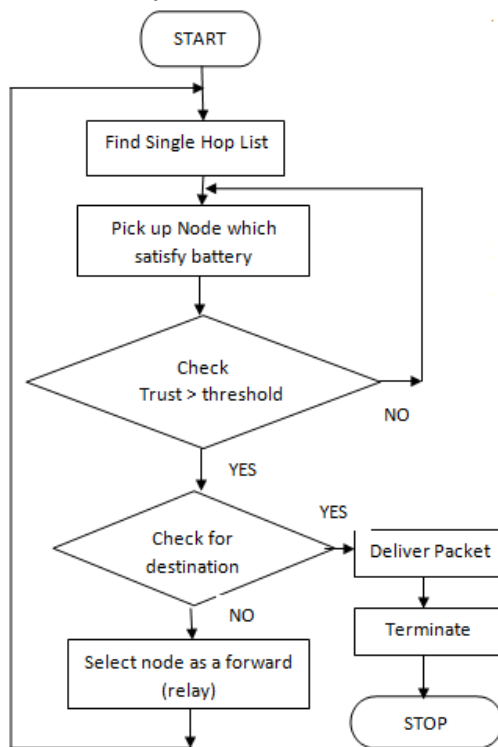 START
Find Single Hop List
Pick up Node which
satisfy battery
Check
Trust > threshold
NO
YES
Check for
destination
YES
Deliver Packet
NO
Terminate
Select node as a forward
(relay)
STOP